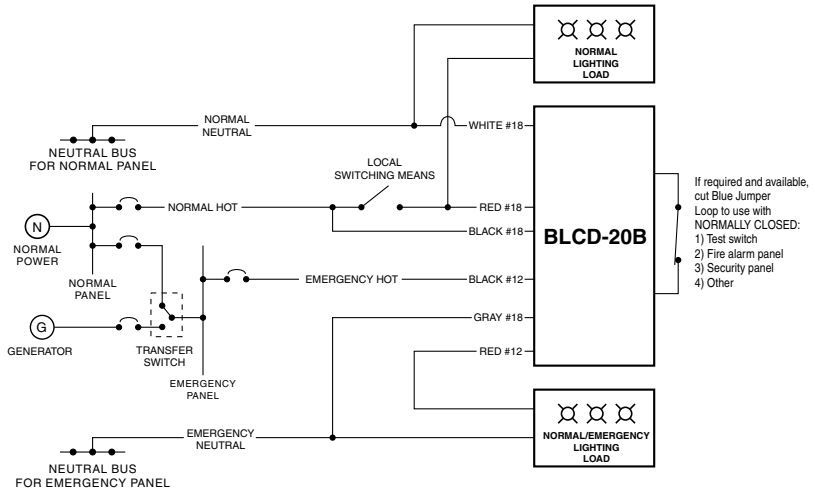 NORMAL
LIGHTING
LOAD
NORMAL
NEUTRAL
WHITE #18
NEUTRAL BUS
FOR NORMAL PANEL
LOCAL
SWITCHING MEANS
N
NORMAL
POWER
NORMAL HOT
RED #18
BLACK #18
BLCD-20B
If required and available,
cut Blue Jumper
Loop to use with
NORMALLY CLOSED:
1) Test switch
2) Fire alarm panel
3) Security panel
4) Other
NORMAL
PANEL
EMERGENCY HOT
BLACK #12
GRAY #18
G
GENERATOR
TRANSFER
SWITCH
RED #12
EMERGENCY
PANEL
EMERGENCY
NEUTRAL
NORMAL/EMERGENCY
LIGHTING
LOAD
NEUTRAL BUS
FOR EMERGENCY PANEL